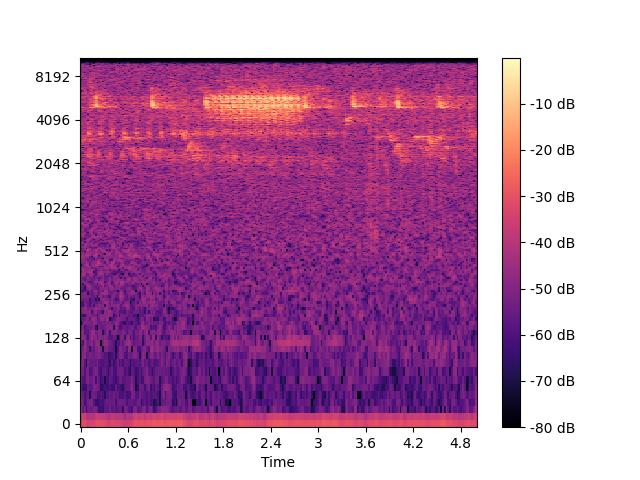 8192
4096
2048
1024
512
256
128
64
0
Hz
0 0.6 1.2 1.8 2.4 3 3.6 4.2 4.8
Time
-10 dB
-20 dB
-30 dB
-40 dB
-50 dB
-60 dB
-70 dB
-80 dB